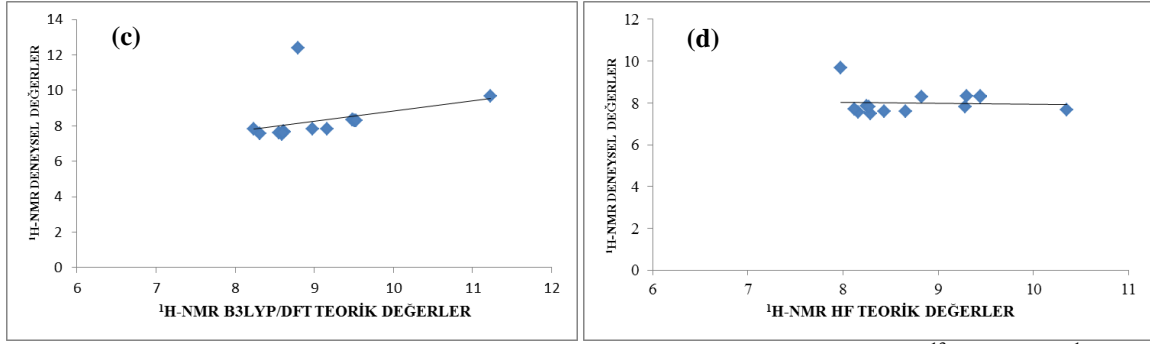 (c)
14
12
10
8
6
4
2
0
6 7 8 9 10 11 12
¹H-NMR DENEYSEL DEĞERLER
¹H-NMR B3LYP/DFT TEORİK DEĞERLER
(d)
12
10
8
6
4
2
0
6 7 8 9 10 11
¹H-NMR DENEYSEL DEĞERLER
¹H-NMR HF TEORİK DEĞERLER